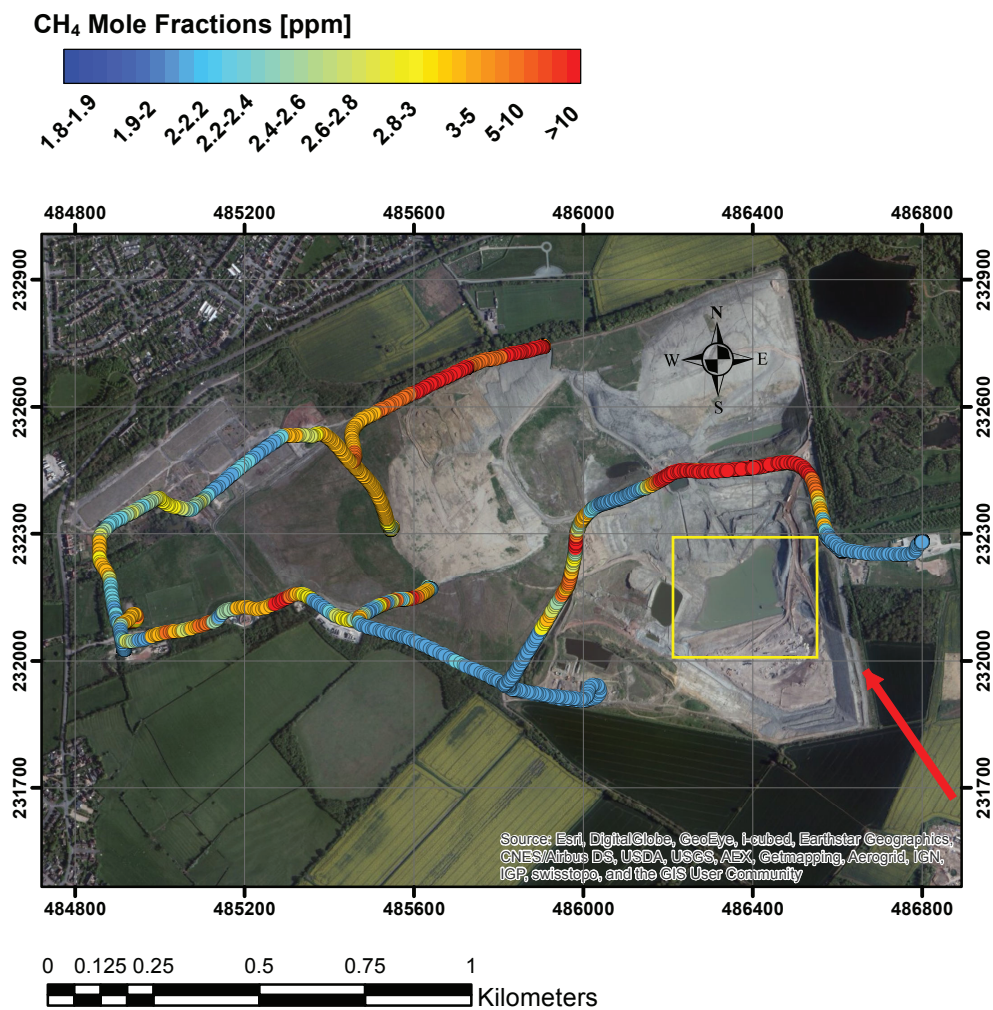 CH₄ Mole Fractions [ppm]
1.8-1.9 1.9-2 2-2.2 2.2-2.4 2.4-2.6 2.6-2.8 2.8-3 3-5 5-10 >10
484800 485200 485600 486000 486400 486800
232900 232900
N
W E
S
232600 232600
232300 232300
232000 232000
231700 231700
Source: Esri, DigitalGlobe, GeoEye, i-cubed, Earthstar Geographics,
CNES/Airbus DS, USDA, USGS, AEX, Getmapping, Aerogrid, IGN,
IGP, swisstopo, and the GIS User Community
484800 485200 485600 486000 486400 486800
0 0.125 0.25 0.5 0.75 1
Kilometers